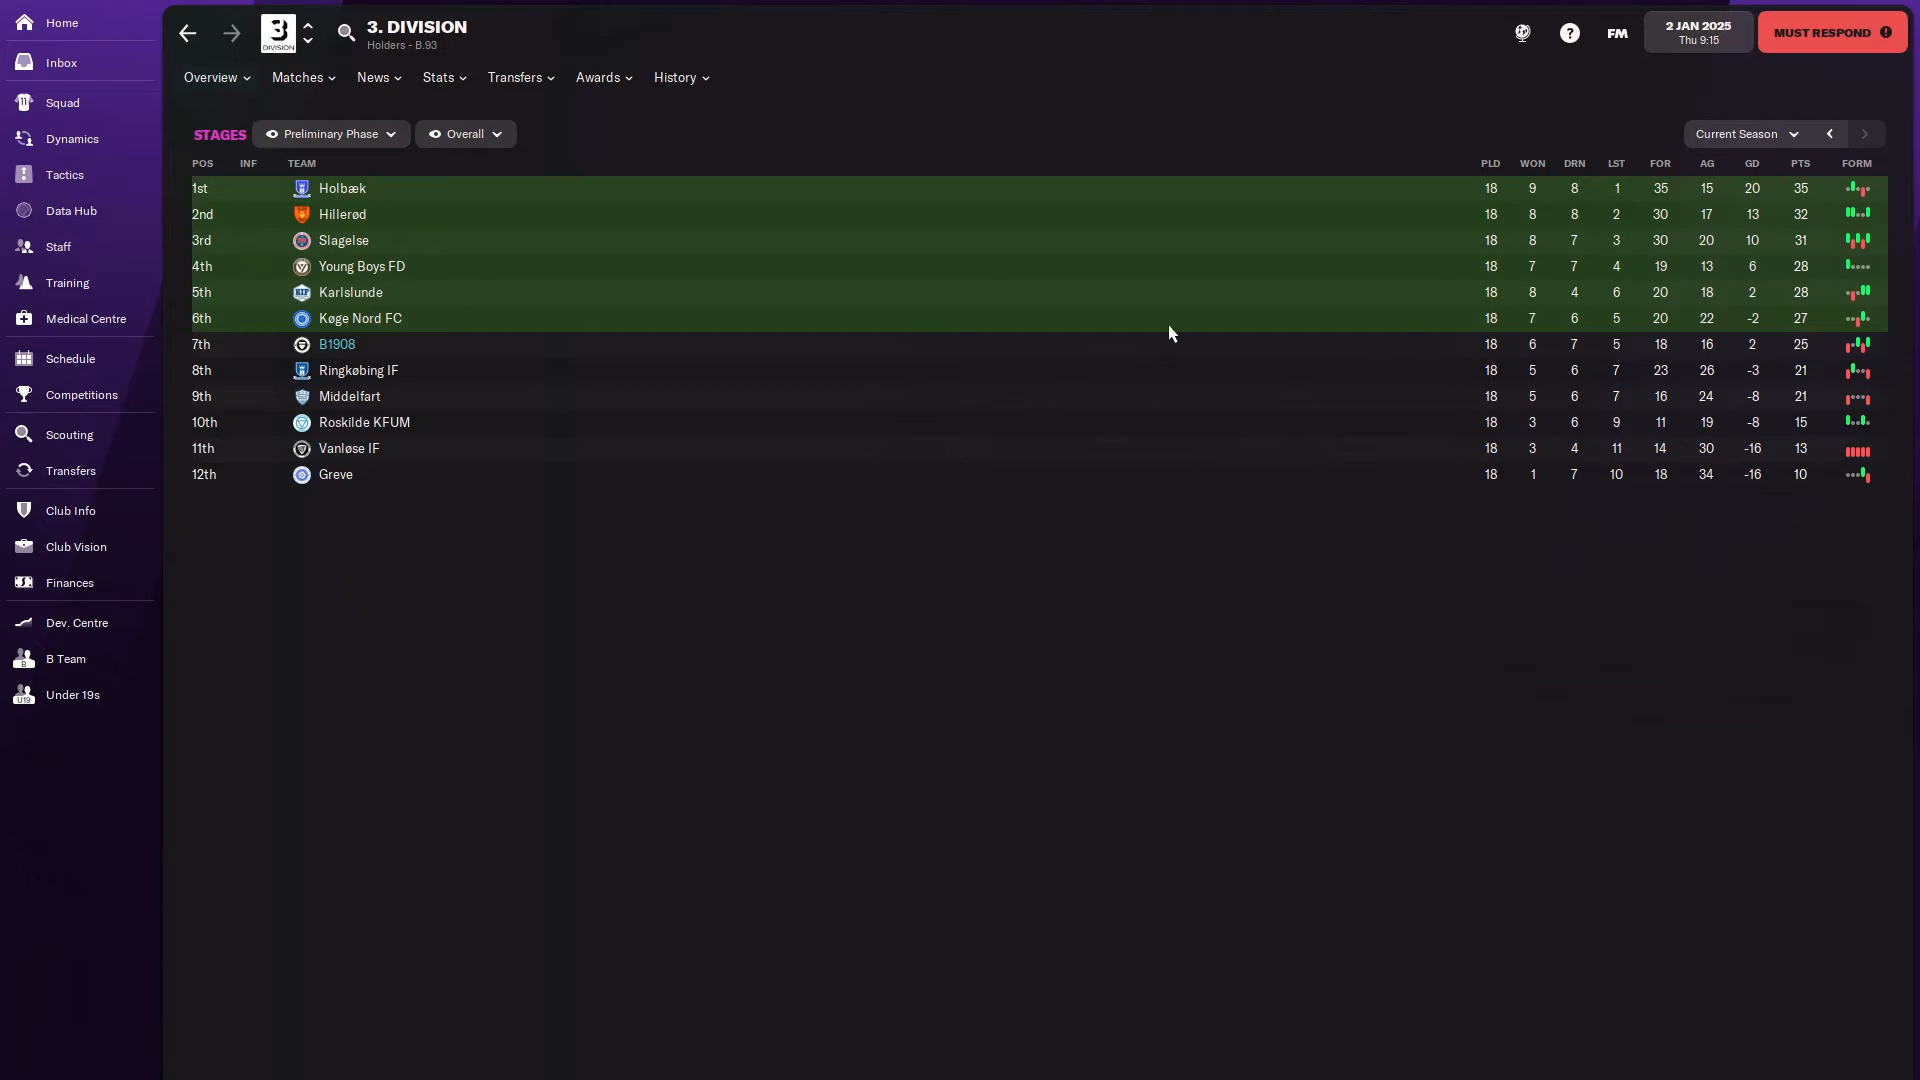 Home
Inbox
Squad
Dynamics
Tactics
Data Hub
Staff
Training
Medical Centre
Schedule
Competitions
Scouting
Transfers
Club Info
Club Vision
Finances
Dev. Centre
B Team
Under 19s
3 DIVISION
3. DIVISION
Holders - B.93
FM
2 JAN 2025
Thu 9:15
MUST RESPOND
Overview Matches News Stats Transfers Awards History
STAGES Preliminary Phase Overall Current Season
POS INF TEAM PLD WON DRN LST FOR AG GD PTS FORM
1st Holbæk 18 9 8 1 35 15 20 35
2nd Hillerød 18 8 8 2 30 17 13 32
3rd Slagelse 18 8 7 3 30 20 10 31
4th Young Boys FD 18 7 7 4 19 13 6 28
5th Karlslunde 18 8 4 6 20 18 2 28
6th Køge Nord FC 18 7 6 5 20 22 -2 27
7th B1908 18 6 7 5 18 16 2 25
8th Ringkøbing IF 18 5 6 7 23 26 -3 21
9th Middelfart 18 5 6 7 16 24 -8 21
10th Roskilde KFUM 18 3 6 9 11 19 -8 15
11th Vanløse IF 18 3 4 11 14 30 -16 13
12th Greve 18 1 7 10 18 34 -16 10